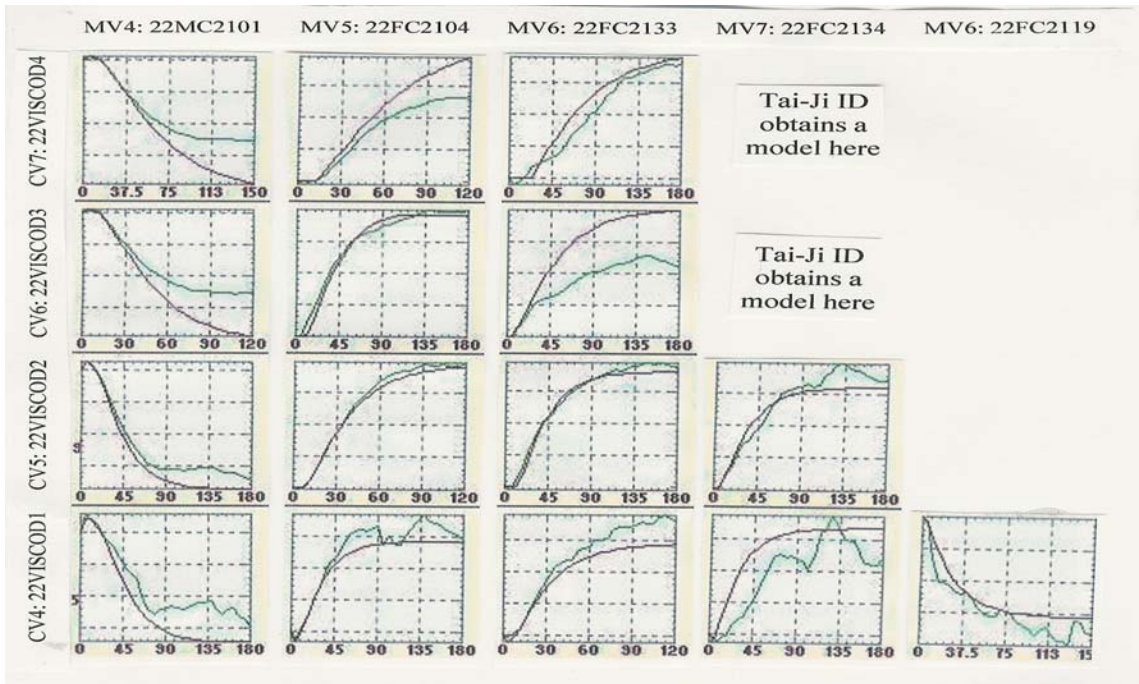 MV4: 22MC2101 MV5: 22FC2104 MV6: 22FC2133 MV7: 22FC2134 MV6: 22FC2119
CV7: 22VISCOD4
0 37.5 75 113 150
0 30 60 90 120
0 45 90 135 180
Tai-Ji ID
obtains a
model here
CV6: 22VISCOD3
0 30 60 90 120
0 45 90 135 180
0 45 90 135 180
Tai-Ji ID
obtains a
model here
CV5: 22VISCOD2
0 45 90 135 180
0 30 60 90 120
0 45 90 135 180
0 45 90 135 180
CV4: 22VISCOD1
0 45 90 135 180
0 45 90 135 180
0 45 90 135 180
0 45 90 135 180
0 37.5 75 113 15